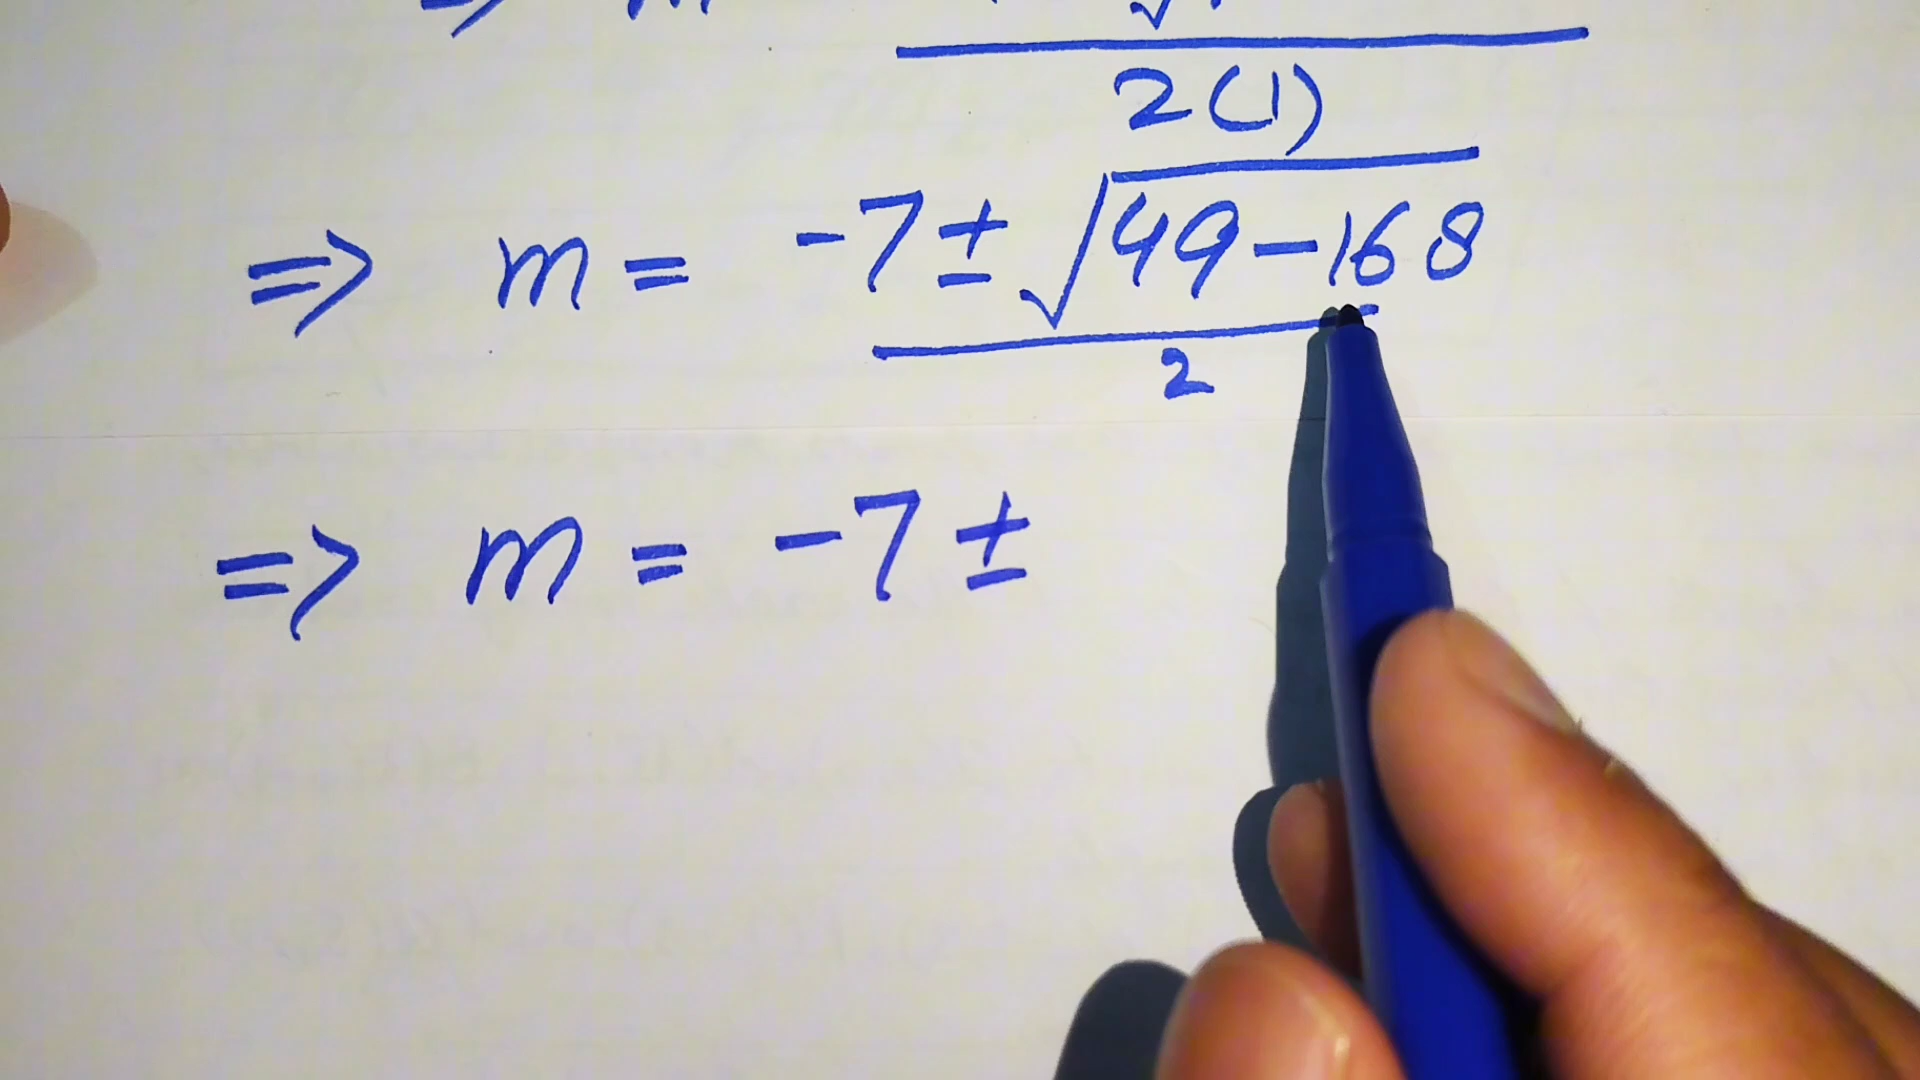 ⇒ m
2(1)
⇒ m = -7 ± √49-168
2
⇒ m = -7 ±